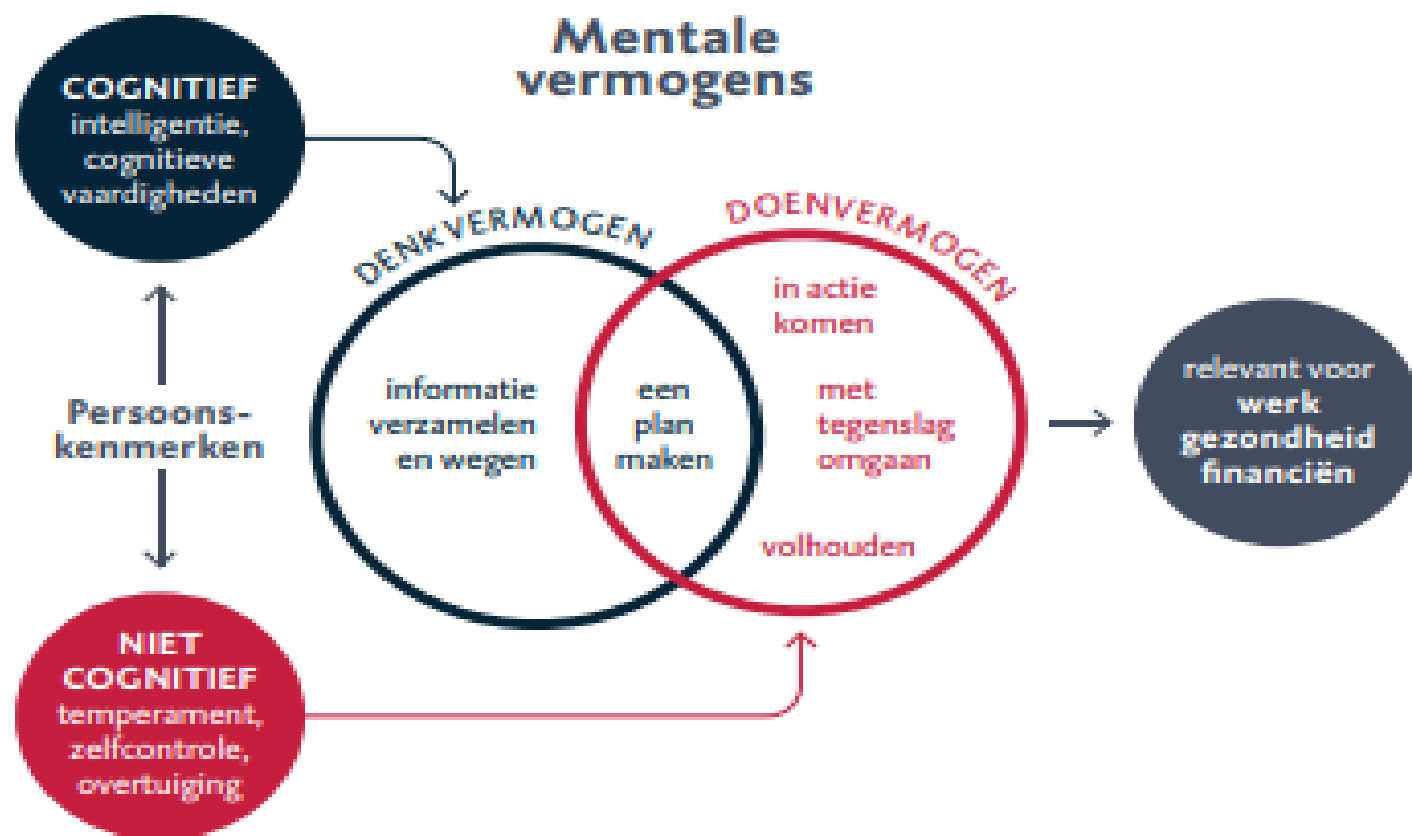 Mentale
vermogens
COGNITIEF
intelligentie,
cognitieve
vaardigheden
Persoons-
kenmerken
NIET
COGNITIEF
temperament,
zelfcontrole,
overtuiging
DENKVERMOGEN
informatie
verzamelen
en wegen
een
plan
maken
DOENVERMOGEN
in actie
komen
met
tegenslag
omgaan
volhouden
relevant voor
werk
gezondheid
financiën